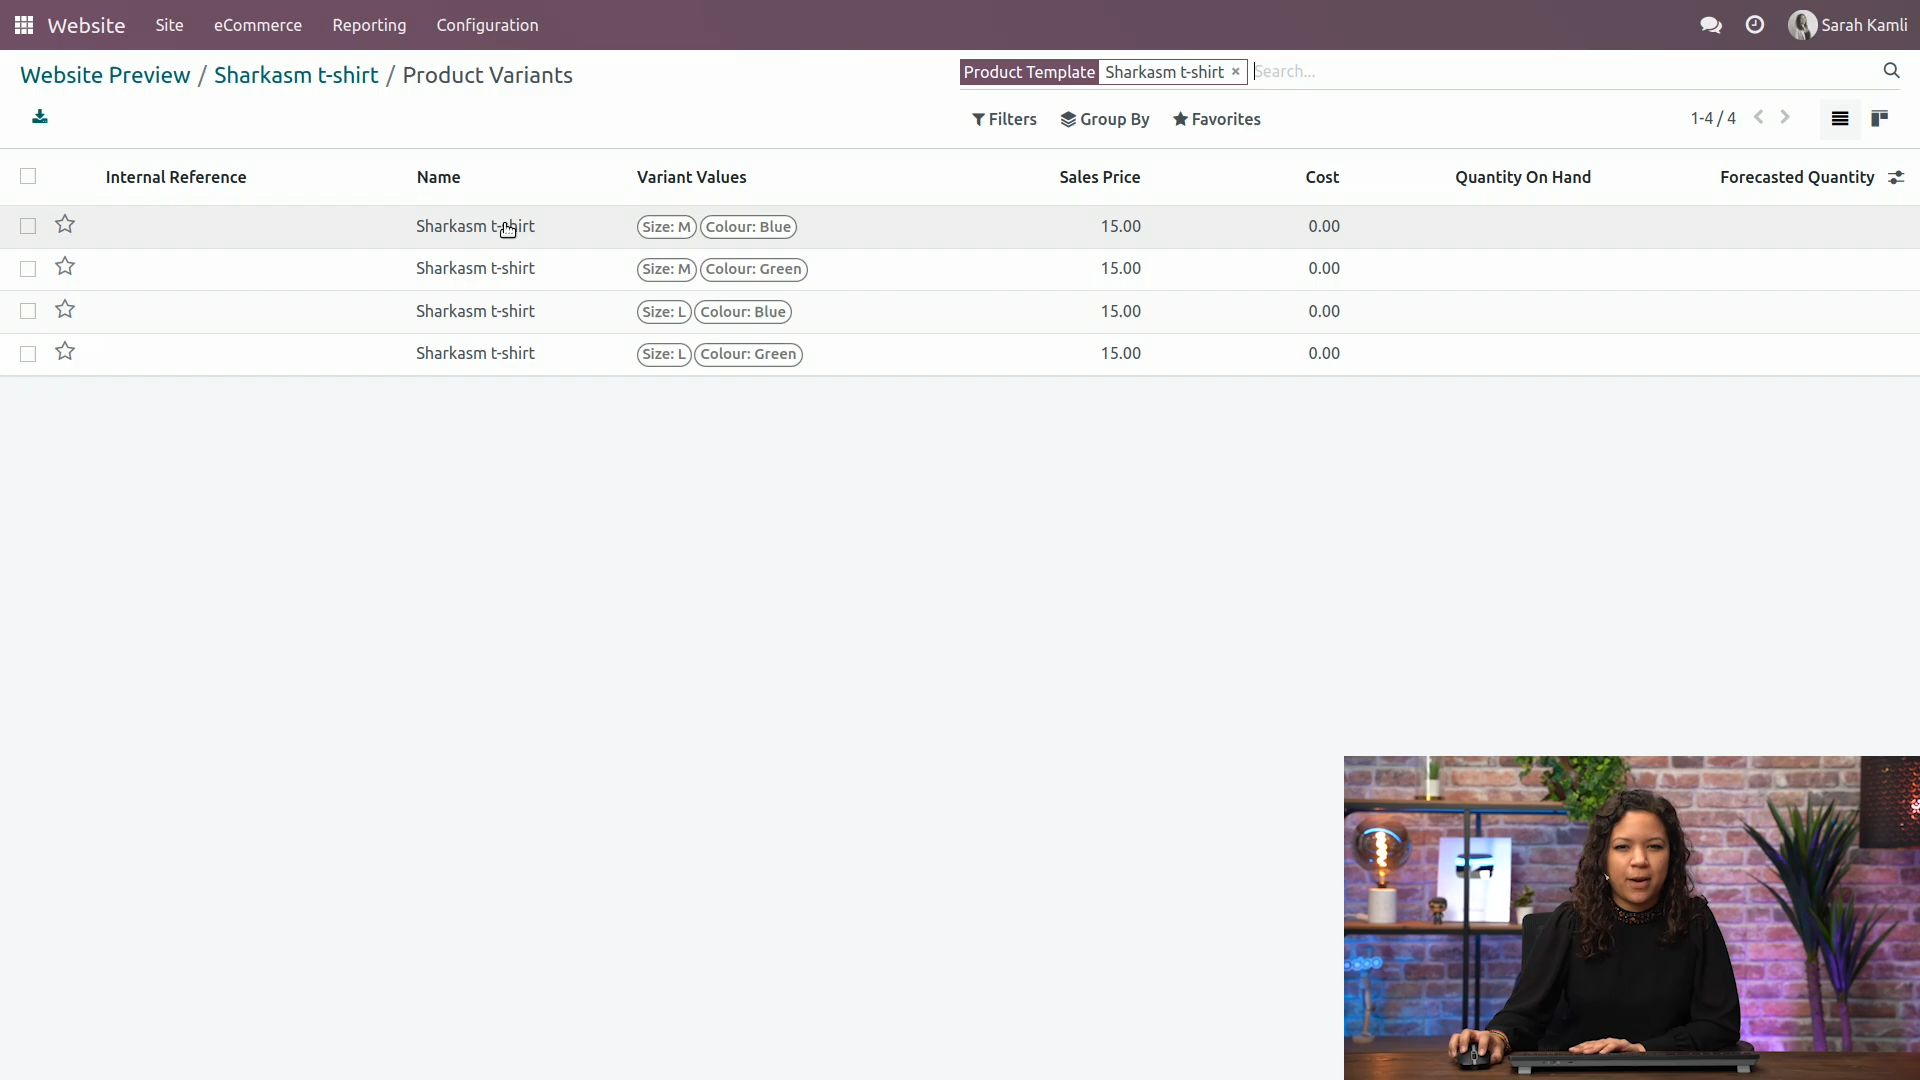 Website Site eCommerce Reporting Configuration Sarah Kamli
Website Preview / Sharkasm t-shirt / Product Variants
Product Template Sharkasm t-shirt × Search...
Filters Group By Favorites 1-4 / 4
Internal Reference Name Variant Values Sales Price Cost Quantity On Hand Forecasted Quantity
Sharkasm t-shirt Size: M Colour: Blue 15.00 0.00
Sharkasm t-shirt Size: M Colour: Green 15.00 0.00
Sharkasm t-shirt Size: L Colour: Blue 15.00 0.00
Sharkasm t-shirt Size: L Colour: Green 15.00 0.00